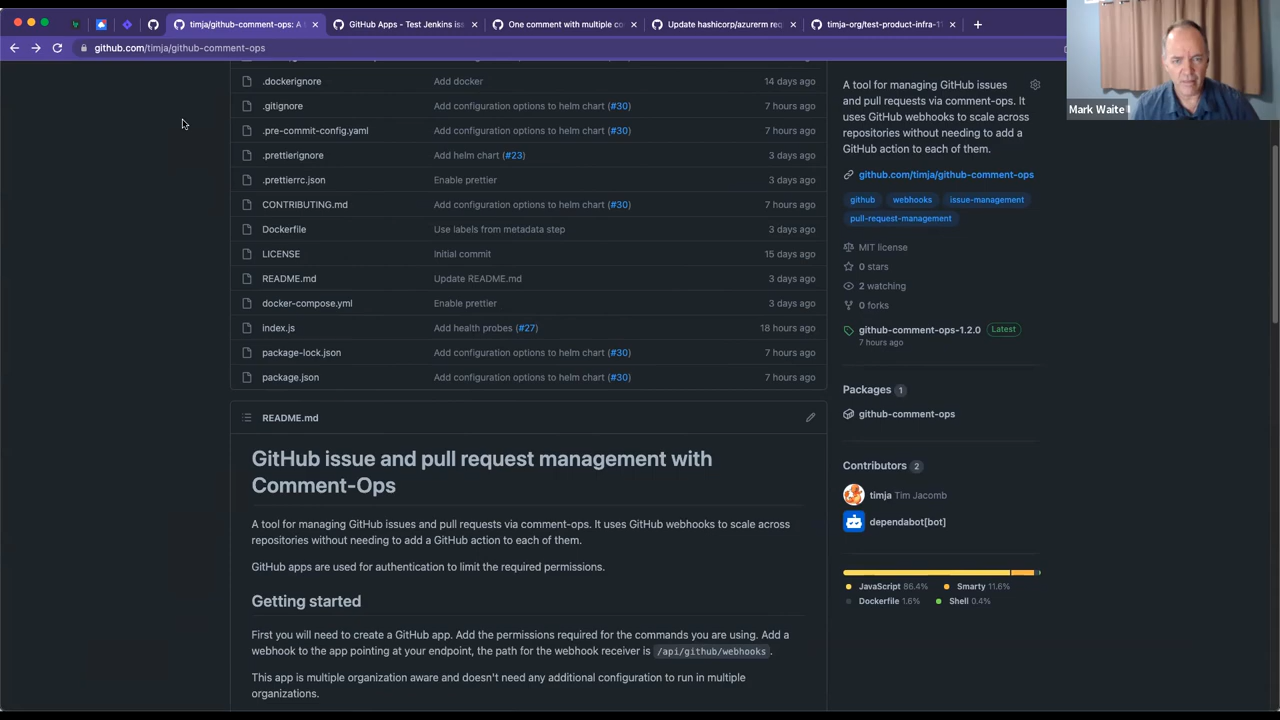 timja/github-comment-ops: A
GitHub Apps - Test Jenkins iss
One comment with multiple co
Update hashicorp/azurerm req
timja-org/test-product-infra-1
github.com/timja/github-comment-ops
Mark Waite
.dockerignore Add docker 14 days ago
.gitignore Add configuration options to helm chart (#30) 7 hours ago
.pre-commit-config.yaml Add configuration options to helm chart (#30) 7 hours ago
.prettierignore Add helm chart (#23) 3 days ago
.prettierrc.json Enable prettier 3 days ago
CONTRIBUTING.md Add configuration options to helm chart (#30) 7 hours ago
Dockerfile Use labels from metadata step 3 days ago
LICENSE Initial commit 15 days ago
README.md Update README.md 3 days ago
docker-compose.yml Enable prettier 3 days ago
index.js Add health probes (#27) 18 hours ago
package-lock.json Add configuration options to helm chart (#30) 7 hours ago
package.json Add configuration options to helm chart (#30) 7 hours ago
README.md
GitHub issue and pull request management with
Comment-Ops
A tool for managing GitHub issues and pull requests via comment-ops. It uses GitHub webhooks to scale across
repositories without needing to add a GitHub action to each of them.
GitHub apps are used for authentication to limit the required permissions.
Getting started
First you will need to create a GitHub app. Add the permissions required for the commands you are using. Add a
webhook to the app pointing at your endpoint, the path for the webhook receiver is /api/github/webhooks .
This app is multiple organization aware and doesn't need any additional configuration to run in multiple
organizations.
A tool for managing GitHub issues
and pull requests via comment-ops. It
uses GitHub webhooks to scale across
repositories without needing to add a
GitHub action to each of them.
github.com/timja/github-comment-ops
github webhooks issue-management
pull-request-management
MIT license
0 stars
2 watching
0 forks
github-comment-ops-1.2.0 Latest
7 hours ago
Packages 1
github-comment-ops
Contributors 2
timja Tim Jacomb
dependabot[bot]
JavaScript 86.4% Smarty 11.6%
Dockerfile 1.6% Shell 0.4%